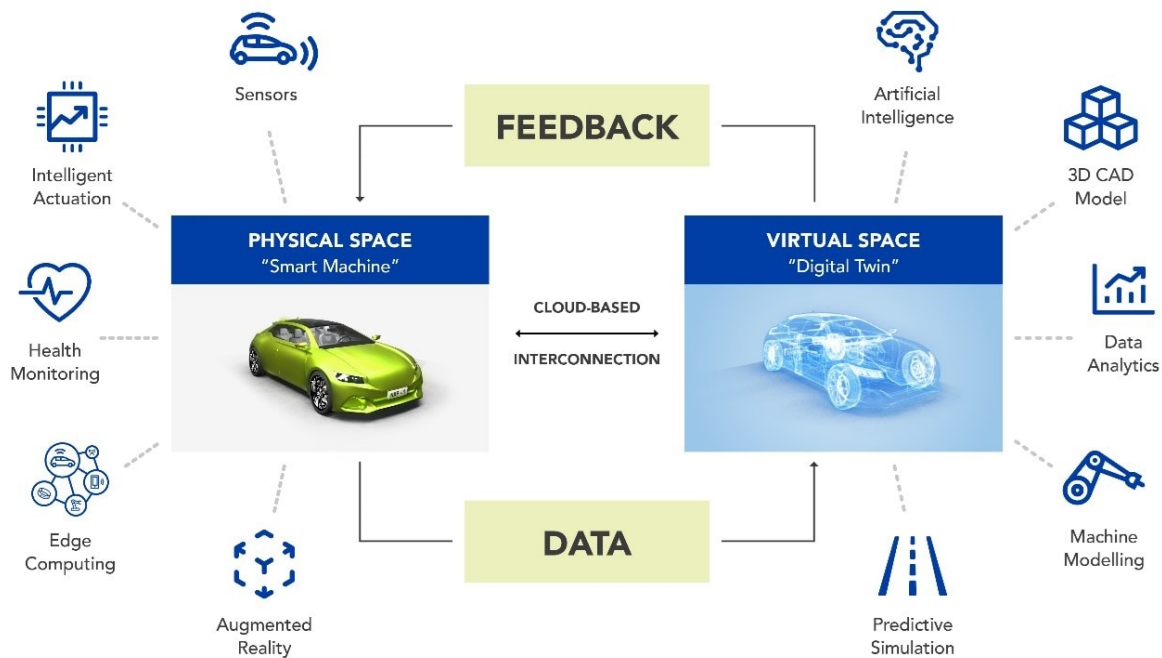 Sensors
Artificial
Intelligence
FEEDBACK
Intelligent
Actuation
3D CAD
Model
PHYSICAL SPACE
"Smart Machine"
VIRTUAL SPACE
"Digital Twin"
CLOUD-BASED
INTERCONNECTION
Health
Monitoring
Data
Analytics
Edge
Computing
DATA
Machine
Modelling
Augmented
Reality
Predictive
Simulation